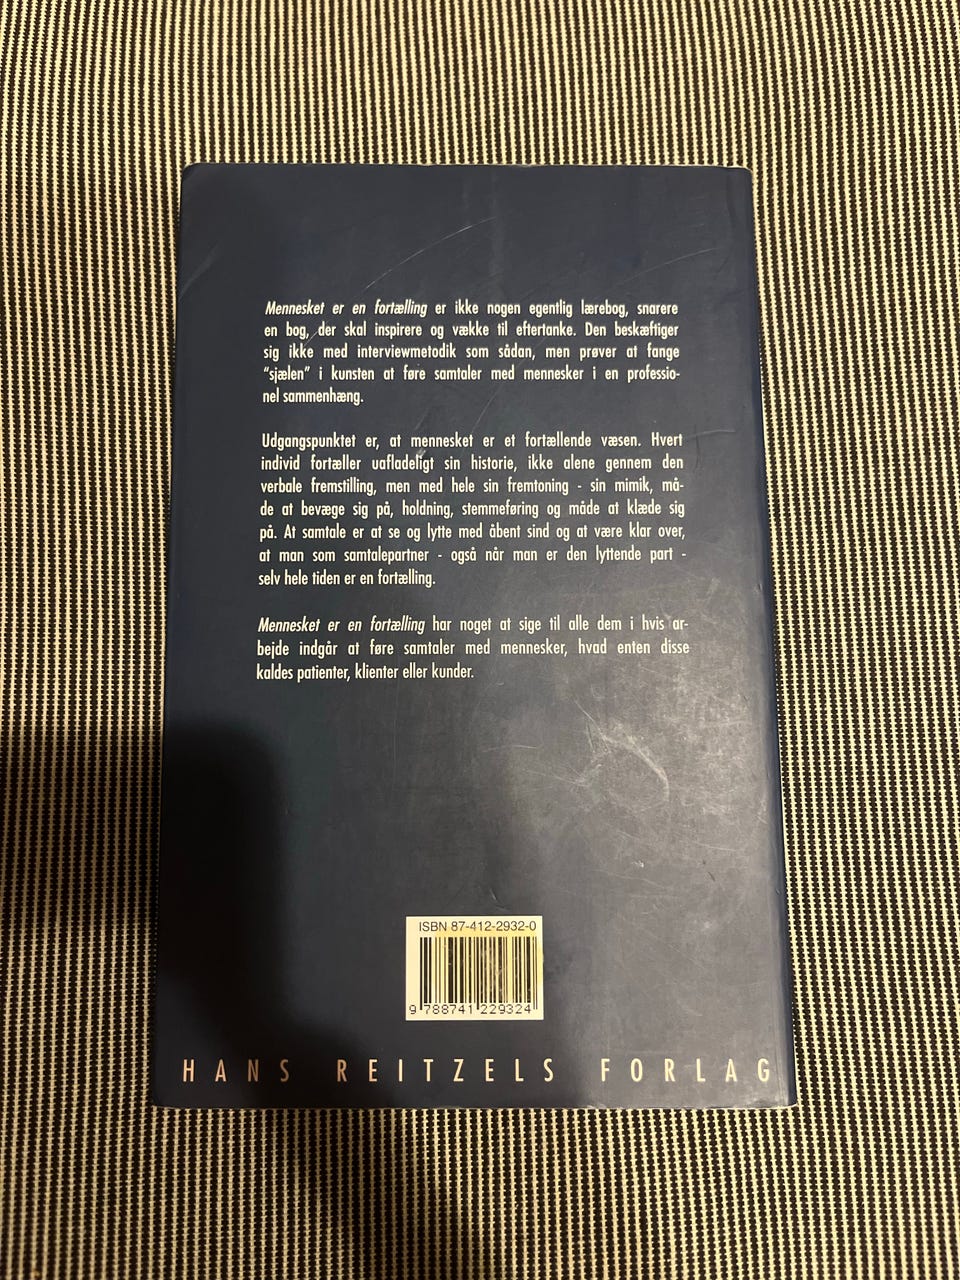 Mennesket er en fortælling er ikke nogen egentlig lærebog, snarere
en bog, der skal inspirere og vække til eftertanke. Den beskæftiger
sig ikke med interviewmetodik som sådan, men prøver at fange
“sjælen” i kunsten at føre samtaler med mennesker i en professio-
nel sammenhæng.
Udgangspunktet er, at mennesket er et fortællende væsen. Hvert
individ fortæller uafladeligt sin historie, ikke alene gennem den
verbale fremstilling, men med hele sin fremtoning - sin mimik, må-
de at bevæge sig på, holdning, stemmeføring og måde at klæde sig
på. At samtale er at se og lytte med åbent sind og at være klar over,
at man som samtalepartner - også når man er den lyttende part -
selv hele tiden er en fortælling.
Mennesket er en fortælling har noget at sige til alle dem i hvis ar-
bejde indgår at føre samtaler med mennesker, hvad enten disse
kaldes patienter, klienter eller kunder.
ISBN 87-412-2932-0
9 788741 229324
HANS REITZELS FORLAG